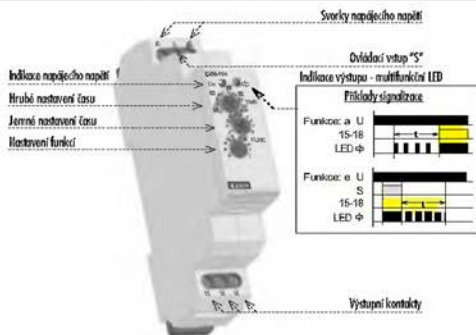 Svorky napájecího napětí
Ovládací vstup "S"
Indikace napájecího napětí
Hrubé nastavení času
Jemné nastavení času
Nastavení funkcí
Indikace výstupu - multifunkční LED
Příklady signalizace
Funkce: a U
15-18
t
LED Φ
Funkce: e U
S
15-18
t
LED Φ
FUNC
Výstupní kontakty